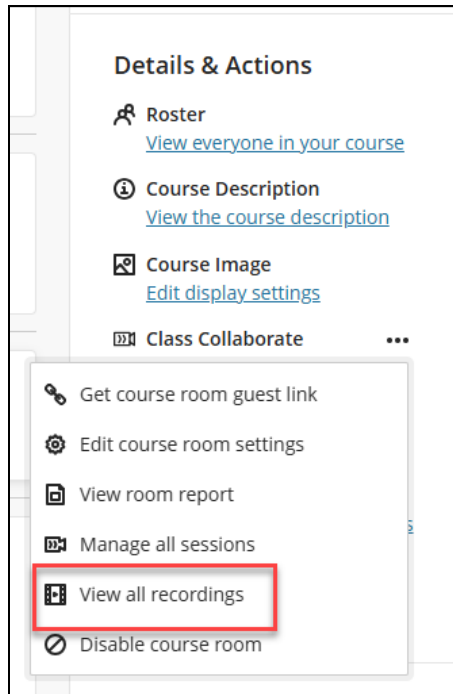 Details & Actions
Roster
View everyone in your course
Course Description
View the course description
Course Image
Edit display settings
Class Collaborate
Get course room guest link
Edit course room settings
View room report
Manage all sessions
View all recordings
Disable course room